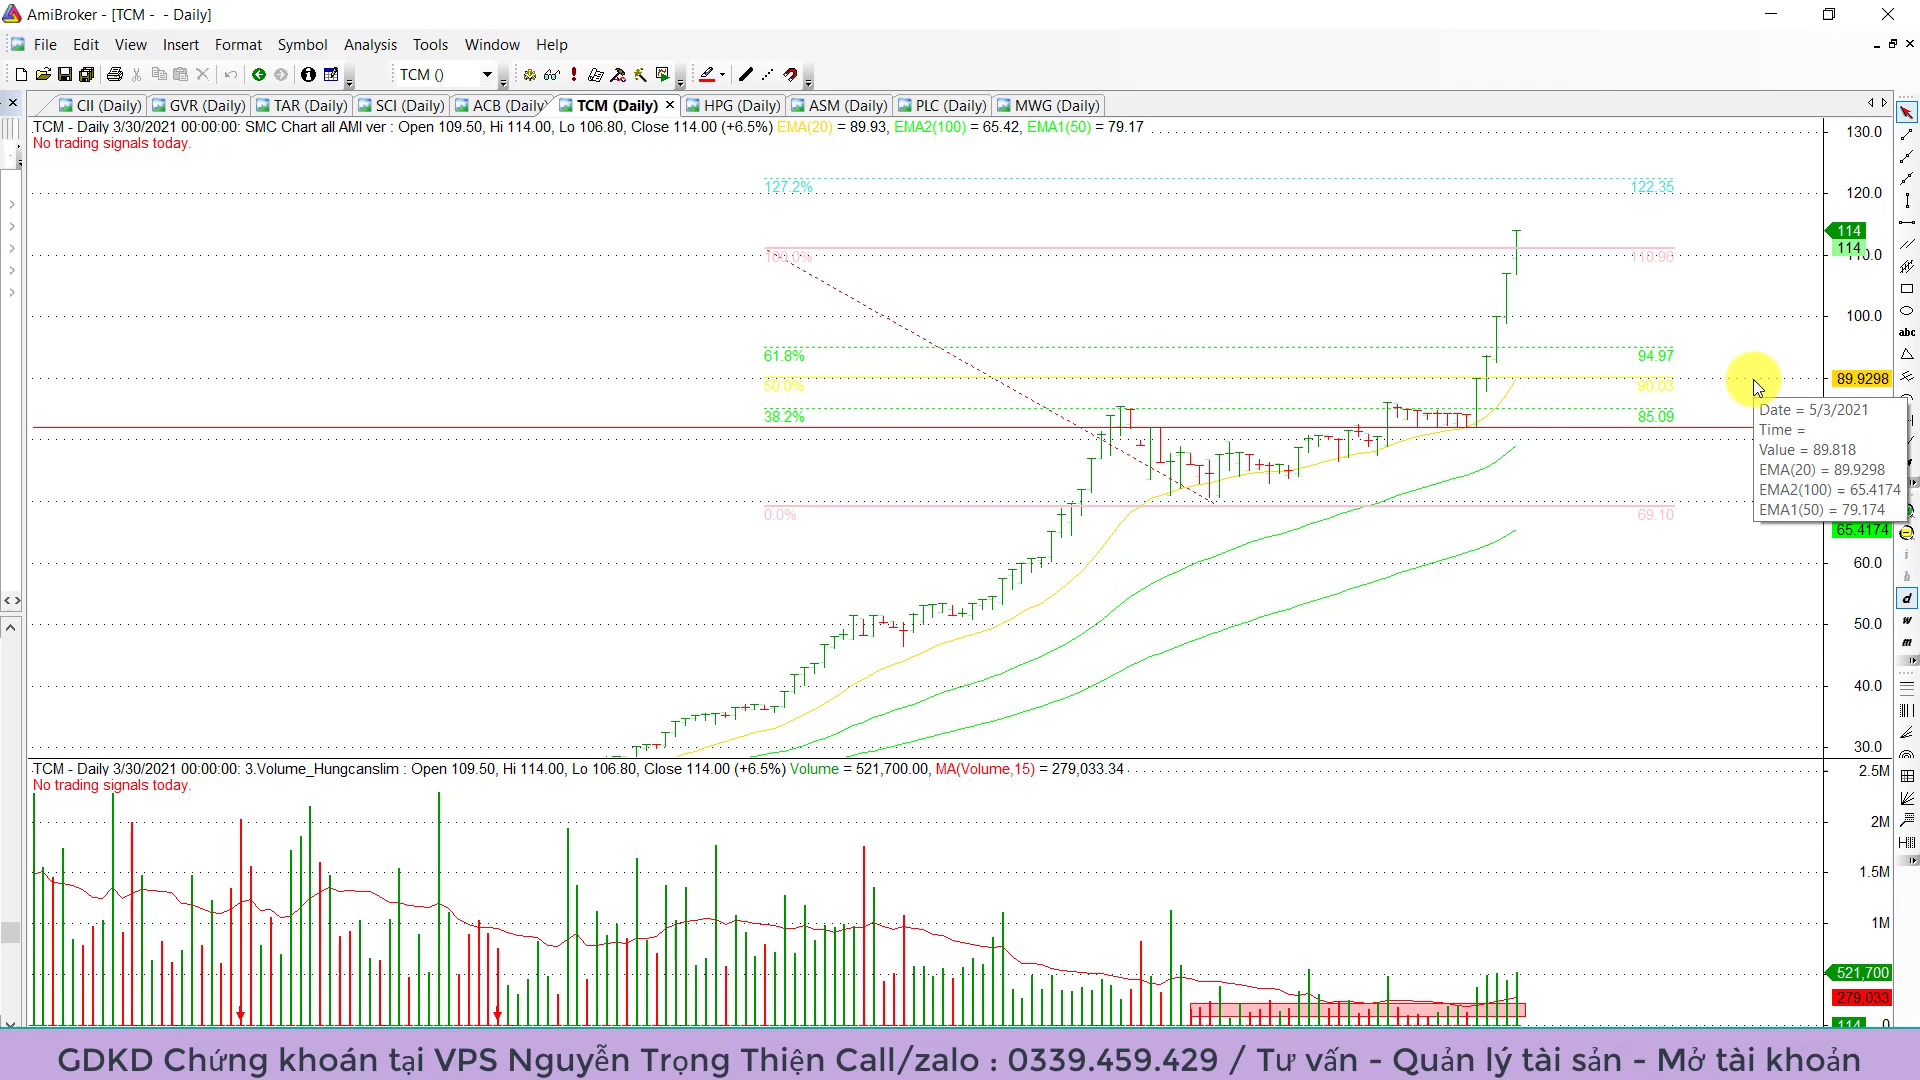 AmiBroker - [TCM - - Daily]
File Edit View Insert Format Symbol Analysis Tools Window Help
TCM ()
CII (Daily) GVR (Daily) TAR (Daily) SCI (Daily) ACB (Daily) TCM (Daily) HPG (Daily) ASM (Daily) PLC (Daily) MWG (Daily)
TCM - Daily 3/30/2021 00:00:00: SMC Chart all AMI ver : Open 109.50, Hi 114.00, Lo 106.80, Close 114.00 (+6.5%) EMA(20) = 89.93, EMA2(100) = 65.42, EMA1(50) = 79.17
No trading signals today.
130.0
127.2% 122.35
120.0
114
114
100.0% 110.96 110.0
100.0
abc
61.8% 94.97
50.0% 90.03 89.9298
38.2% 85.09
Date = 5/3/2021
Time =
Value = 89.818
EMA(20) = 89.9298
EMA2(100) = 65.4174
EMA1(50) = 79.174
0.0% 69.10
65.4174
60.0
d
50.0
w
m
40.0
30.0
TCM - Daily 3/30/2021 00:00:00: 3.Volume_Hungcanslim : Open 109.50, Hi 114.00, Lo 106.80, Close 114.00 (+6.5%) Volume = 521,700.00, MA(Volume,15) = 279,033.34
No trading signals today.
2.5M
2M
1.5M
1M
521,700
279,033
114 0
GDKD Chứng khoán tại VPS Nguyễn Trọng Thiện Call/zalo : 0339.459.429 / Tư vấn - Quản lý tài sản - Mở tài khoản